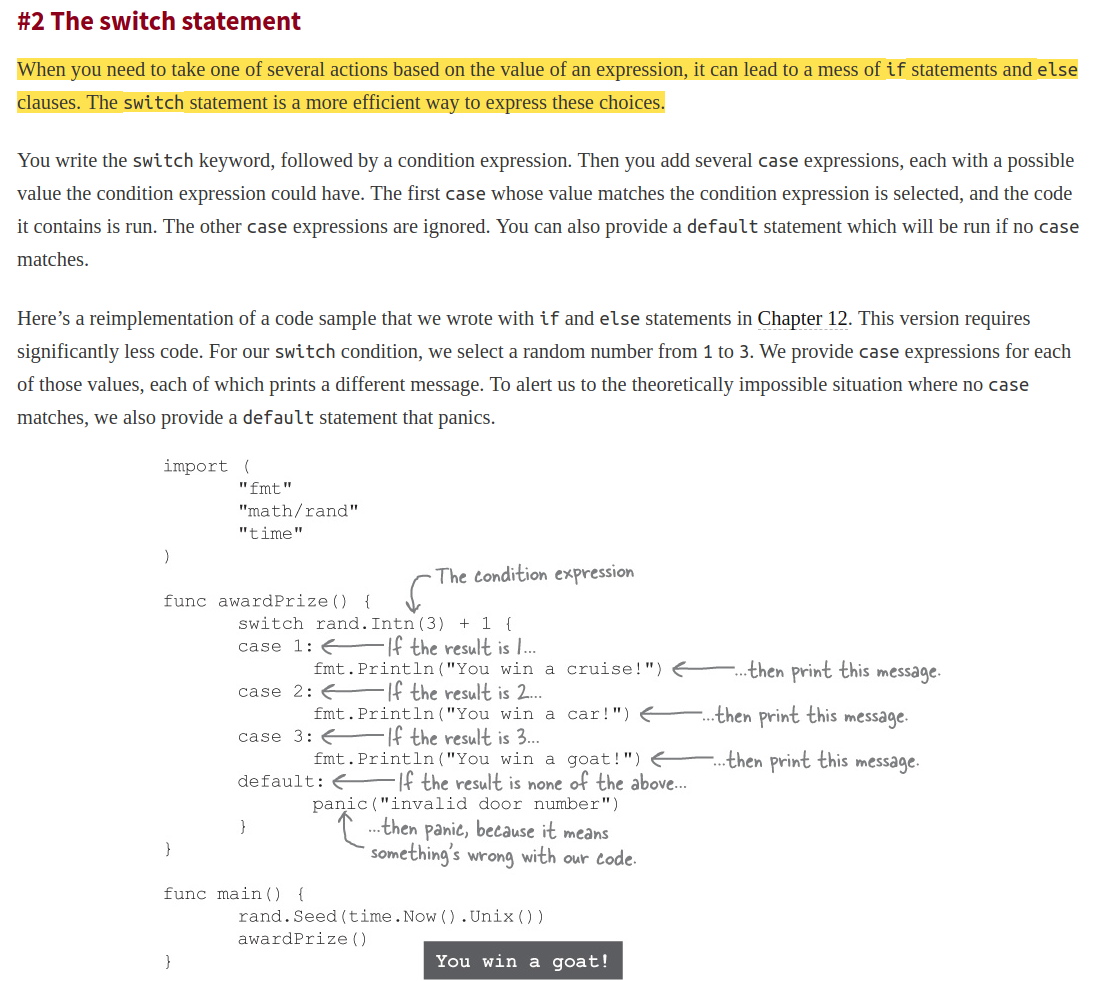 #2 The switch statement
When you need to take one of several actions based on the value of an expression, it can lead to a mess of if statements and else
clauses. The switch statement is a more efficient way to express these choices.
You write the switch keyword, followed by a condition expression. Then you add several case expressions, each with a possible
value the condition expression could have. The first case whose value matches the condition expression is selected, and the code
it contains is run. The other case expressions are ignored. You can also provide a default statement which will be run if no case
matches.
Here’s a reimplementation of a code sample that we wrote with if and else statements in Chapter 12. This version requires
significantly less code. For our switch condition, we select a random number from 1 to 3. We provide case expressions for each
of those values, each of which prints a different message. To alert us to the theoretically impossible situation where no case
matches, we also provide a default statement that panics.
import (
"fmt"
"math/rand"
"time"
)
The condition expression
func awardPrize() {
switch rand.Intn(3) + 1 {
case 1: If the result is 1...
fmt.Println("You win a cruise!") ...then print this message.
case 2: If the result is 2...
fmt.Println("You win a car!") ...then print this message.
case 3: If the result is 3...
fmt.Println("You win a goat!") ...then print this message.
default: If the result is none of the above...
panic("invalid door number")
} ...then panic, because it means
} something's wrong with our code.
func main() {
rand.Seed(time.Now().Unix())
awardPrize()
} You win a goat!